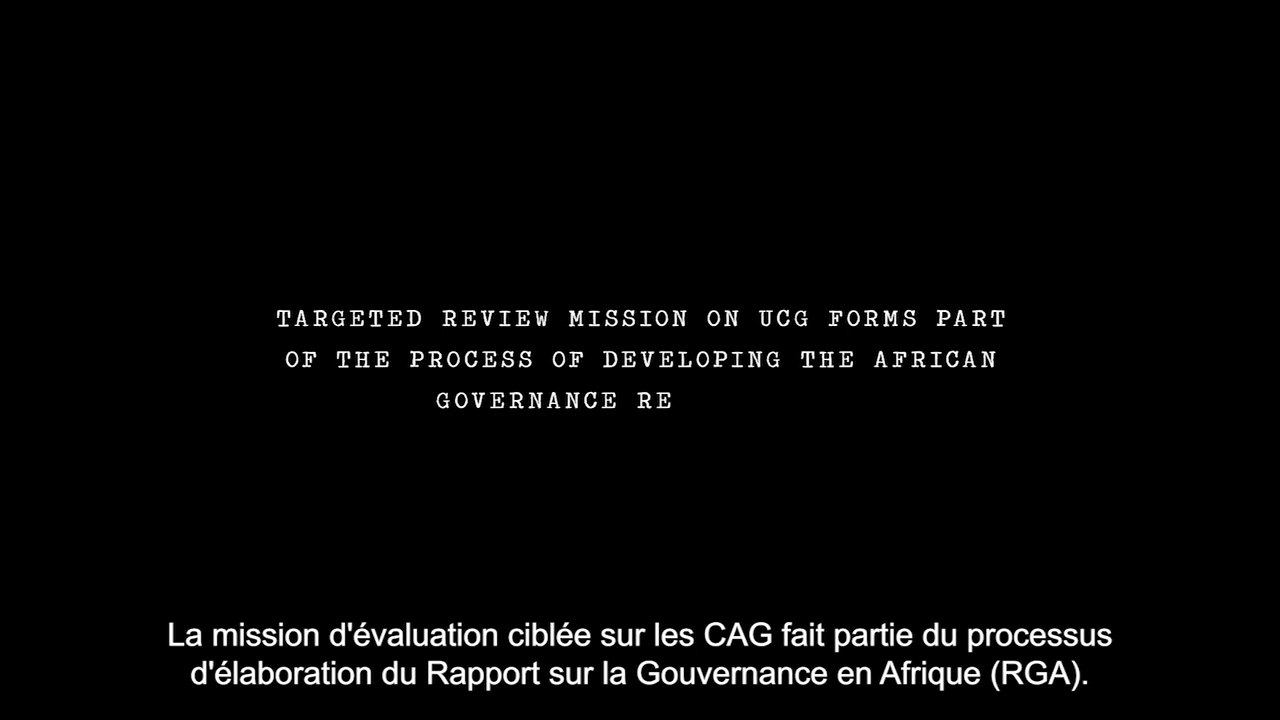 TARGETED REVIEW MISSION ON UCG FORMS PART
OF THE PROCESS OF DEVELOPING THE AFRICAN
GOVERNANCE RE
La mission d'évaluation ciblée sur les CAG fait partie du processus
d'élaboration du Rapport sur la Gouvernance en Afrique (RGA).